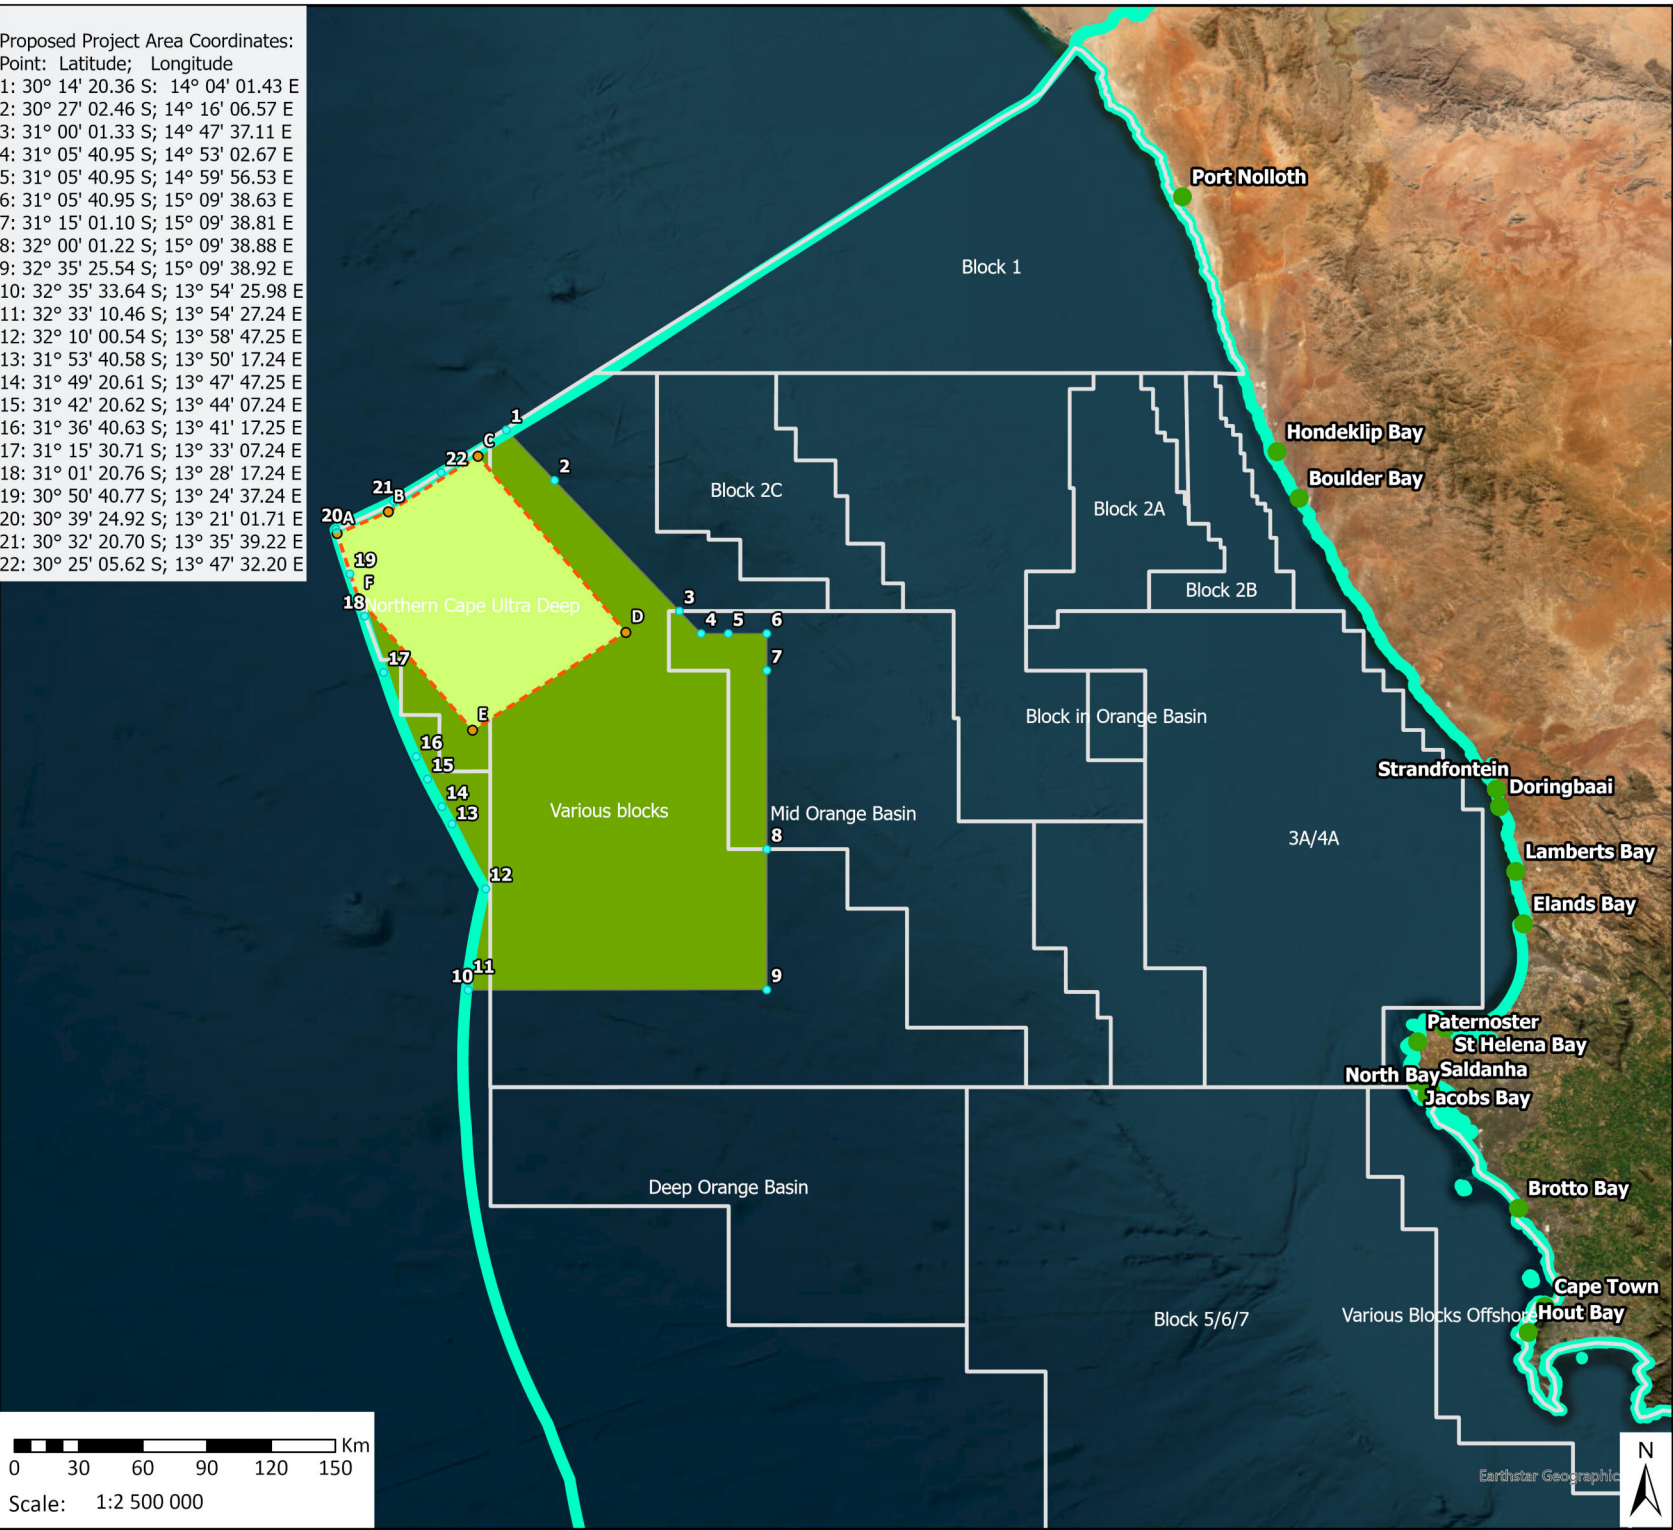 Proposed Project Area Coordinates:
Point: Latitude; Longitude
1: 30° 14' 20.36 S: 14° 04' 01.43 E
2: 30° 27' 02.46 S; 14° 16' 06.57 E
3: 31° 00' 01.33 S; 14° 47' 37.11 E
4: 31° 05' 40.95 S; 14° 53' 02.67 E
5: 31° 05' 40.95 S; 14° 59' 56.53 E
6: 31° 05' 40.95 S; 15° 09' 38.63 E
7: 31° 15' 01.10 S; 15° 09' 38.81 E
8: 32° 00' 01.22 S; 15° 09' 38.88 E
9: 32° 35' 25.54 S; 15° 09' 38.92 E
10: 32° 35' 33.64 S; 13° 54' 25.98 E
11: 32° 33' 10.46 S; 13° 54' 27.24 E
12: 32° 10' 00.54 S; 13° 58' 47.25 E
13: 31° 53' 40.58 S; 13° 50' 17.24 E
14: 31° 49' 20.61 S; 13° 47' 47.25 E
15: 31° 42' 20.62 S; 13° 44' 07.24 E
16: 31° 36' 40.63 S; 13° 41' 17.25 E
17: 31° 15' 30.71 S; 13° 33' 07.24 E
18: 31° 01' 20.76 S; 13° 28' 17.24 E
19: 30° 50' 40.77 S; 13° 24' 37.24 E
20: 30° 39' 24.92 S; 13° 21' 01.71 E
21: 30° 32' 20.70 S; 13° 35' 39.22 E
22: 30° 25' 05.62 S; 13° 47' 32.20 E
Port Nolloth
Block 1
1
C
Hondeklip Bay
22
2
Boulder Bay
21
B
Block 2C
Block 2A
20
A
19
F
Block 2B
18
Northern Cape Ultra Deep
3
D
4
5
6
17
7
E
Block in Orange Basin
16
15
Strandfontein
Doringbaai
14
13
Various blocks
Mid Orange Basin
8
3A/4A
Lamberts Bay
12
Elands Bay
11
10
9
Paternoster
St Helena Bay
North Bay
Saldanha
Jacobs Bay
Deep Orange Basin
Brotto Bay
Cape Town
Block 5/6/7
Various Blocks Offshore
Hout Bay
Km
0 30 60 90 120 150
Scale: 1:2 500 000
N
Earthstar Geographic